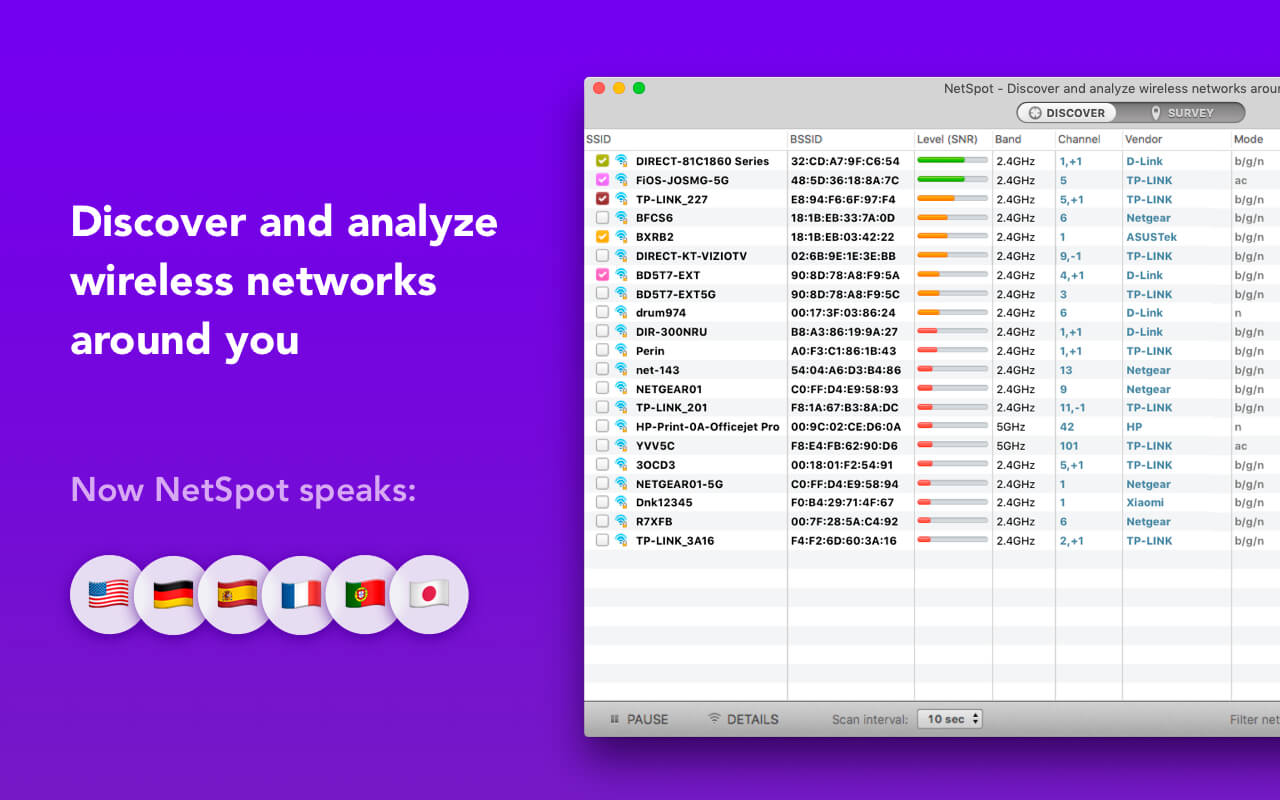 Discover and analyze
wireless networks
around you
Now NetSpot speaks:
NetSpot - Discover and analyze wireless networks arou
DISCOVER SURVEY
SSID BSSID Level (SNR) Band Channel Vendor Mode
DIRECT-81C1860 Series 32:CD:A7:9F:C6:54 2.4GHz 1,+1 D-Link b/g/n
FiOS-JOSMG-5G 48:5D:36:18:8A:7C 2.4GHz 5 TP-LINK ac
TP-LINK_227 E8:94:F6:6F:97:F4 2.4GHz 5,+1 TP-LINK b/g/n
BFCS6 18:1B:EB:33:7A:0D 2.4GHz 6 Netgear b/g/n
BXRB2 18:1B:EB:03:42:22 2.4GHz 1 ASUSTek b/g/n
DIRECT-KT-VIZIOTV 02:6B:9E:1E:3E:BB 2.4GHz 9,-1 TP-LINK b/g/n
BD5T7-EXT 90:8D:78:A8:F9:5A 2.4GHz 4,+1 D-Link b/g/n
BD5T7-EXT5G 90:8D:78:A8:F9:5C 2.4GHz 3 TP-LINK b/g/n
drum974 00:17:3F:03:86:24 2.4GHz 6 D-Link n
DIR-300NRU B8:A3:86:19:9A:27 2.4GHz 1,+1 D-Link b/g/n
Perin A0:F3:C1:86:1B:43 2.4GHz 1,+1 TP-LINK b/g/n
net-143 54:04:A6:D3:B4:86 2.4GHz 13 Netgear b/g/n
NETGEAR01 C0:FF:D4:E9:58:93 2.4GHz 9 Netgear b/g/n
TP-LINK_201 F8:1A:67:B3:8A:DC 2.4GHz 11,-1 TP-LINK b/g/n
HP-Print-0A-Officejet Pro 00:9C:02:CE:D6:0A 5GHz 42 HP n
YVV5C F8:E4:FB:62:90:D6 5GHz 101 TP-LINK ac
3OCD3 00:18:01:F2:54:91 2.4GHz 5,+1 TP-LINK b/g/n
NETGEAR01-5G C0:FF:D4:E9:58:94 2.4GHz 1 Netgear b/g/n
Dnk12345 F0:B4:29:71:4F:67 2.4GHz 1 Xiaomi b/g/n
R7XFB 00:7F:28:5A:C4:92 2.4GHz 6 Netgear b/g/n
TP-LINK_3A16 F4:F2:6D:60:3A:16 2.4GHz 2,+1 TP-LINK b/g/n
PAUSE DETAILS Scan interval: 10 sec Filter net